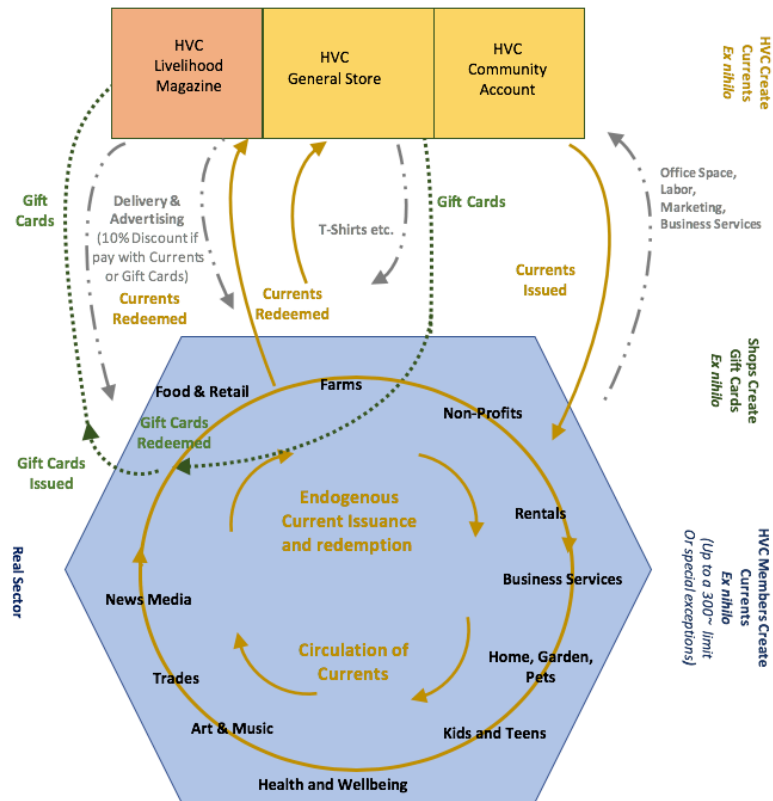 HVC
Livelihood
Magazine
HVC
General Store
HVC
Community
Account
HVC Create
Currents
Ex nihilo
Gift
Cards
Delivery &
Advertising
(10% Discount if
pay with Currents
or Gift Cards)
Currents
Redeemed
Currents
Redeemed
T-Shirts etc.
Gift Cards
Currents
Issued
Office Space,
Labor,
Marketing,
Business Services
Shops Create
Gift Cards
Ex nihilo
Food & Retail
Farms
Non-Profits
Gift Cards
Redeemed
Gift Cards
Issued
Endogenous
Current Issuance
and redemption
Rentals
Business Services
News Media
Circulation of
Currents
Home, Garden,
Pets
Trades
Art & Music
Kids and Teens
Health and Wellbeing
Real Sector
HVC Members Create
Currents
Ex nihilo
(Up to a 300~ limit
Or special exceptions)